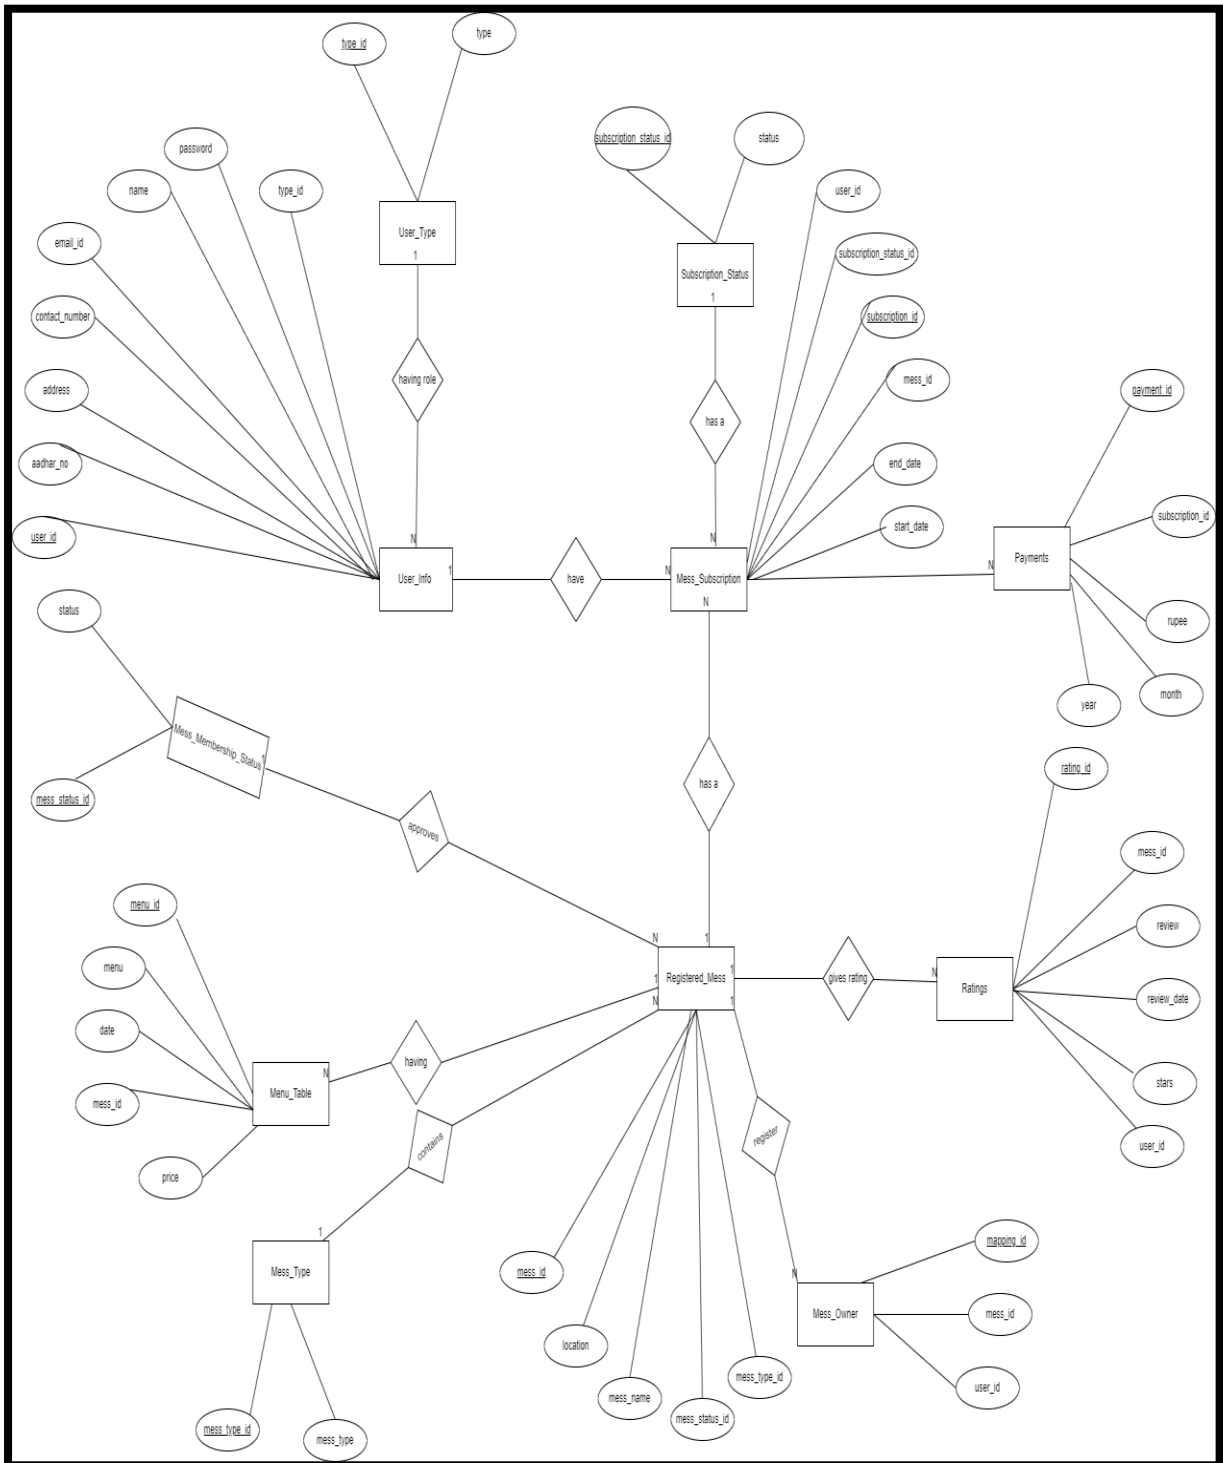 type_id
type
password
subscription_status_id
status
name
type_id
user_id
User_Type
1
email_id
subscription_status_id
Subscription_Status
1
contact_number
subscription_id
having role
mess_id
address
payment_id
has a
aadhar_no
end_date
subscription_id
user_id
start_date
N
N
User_Info
1
have
N
Mess_Subscription
N
N
Payments
status
rupee
year
month
Mess_Membership_Status
1
mess_status_id
has a
rating_id
approves
mess_id
menu_id
review
N
1
menu
Registered_Mess
1
1
N
1
gives rating
N
Ratings
review_date
date
having
N
Menu_Table
stars
mess_id
contains
register
user_id
price
1
mapping_id
Mess_Type
mess_id
N
Mess_Owner
mess_id
location
mess_type_id
user_id
mess_name
mess_status_id
mess_type_id
mess_type